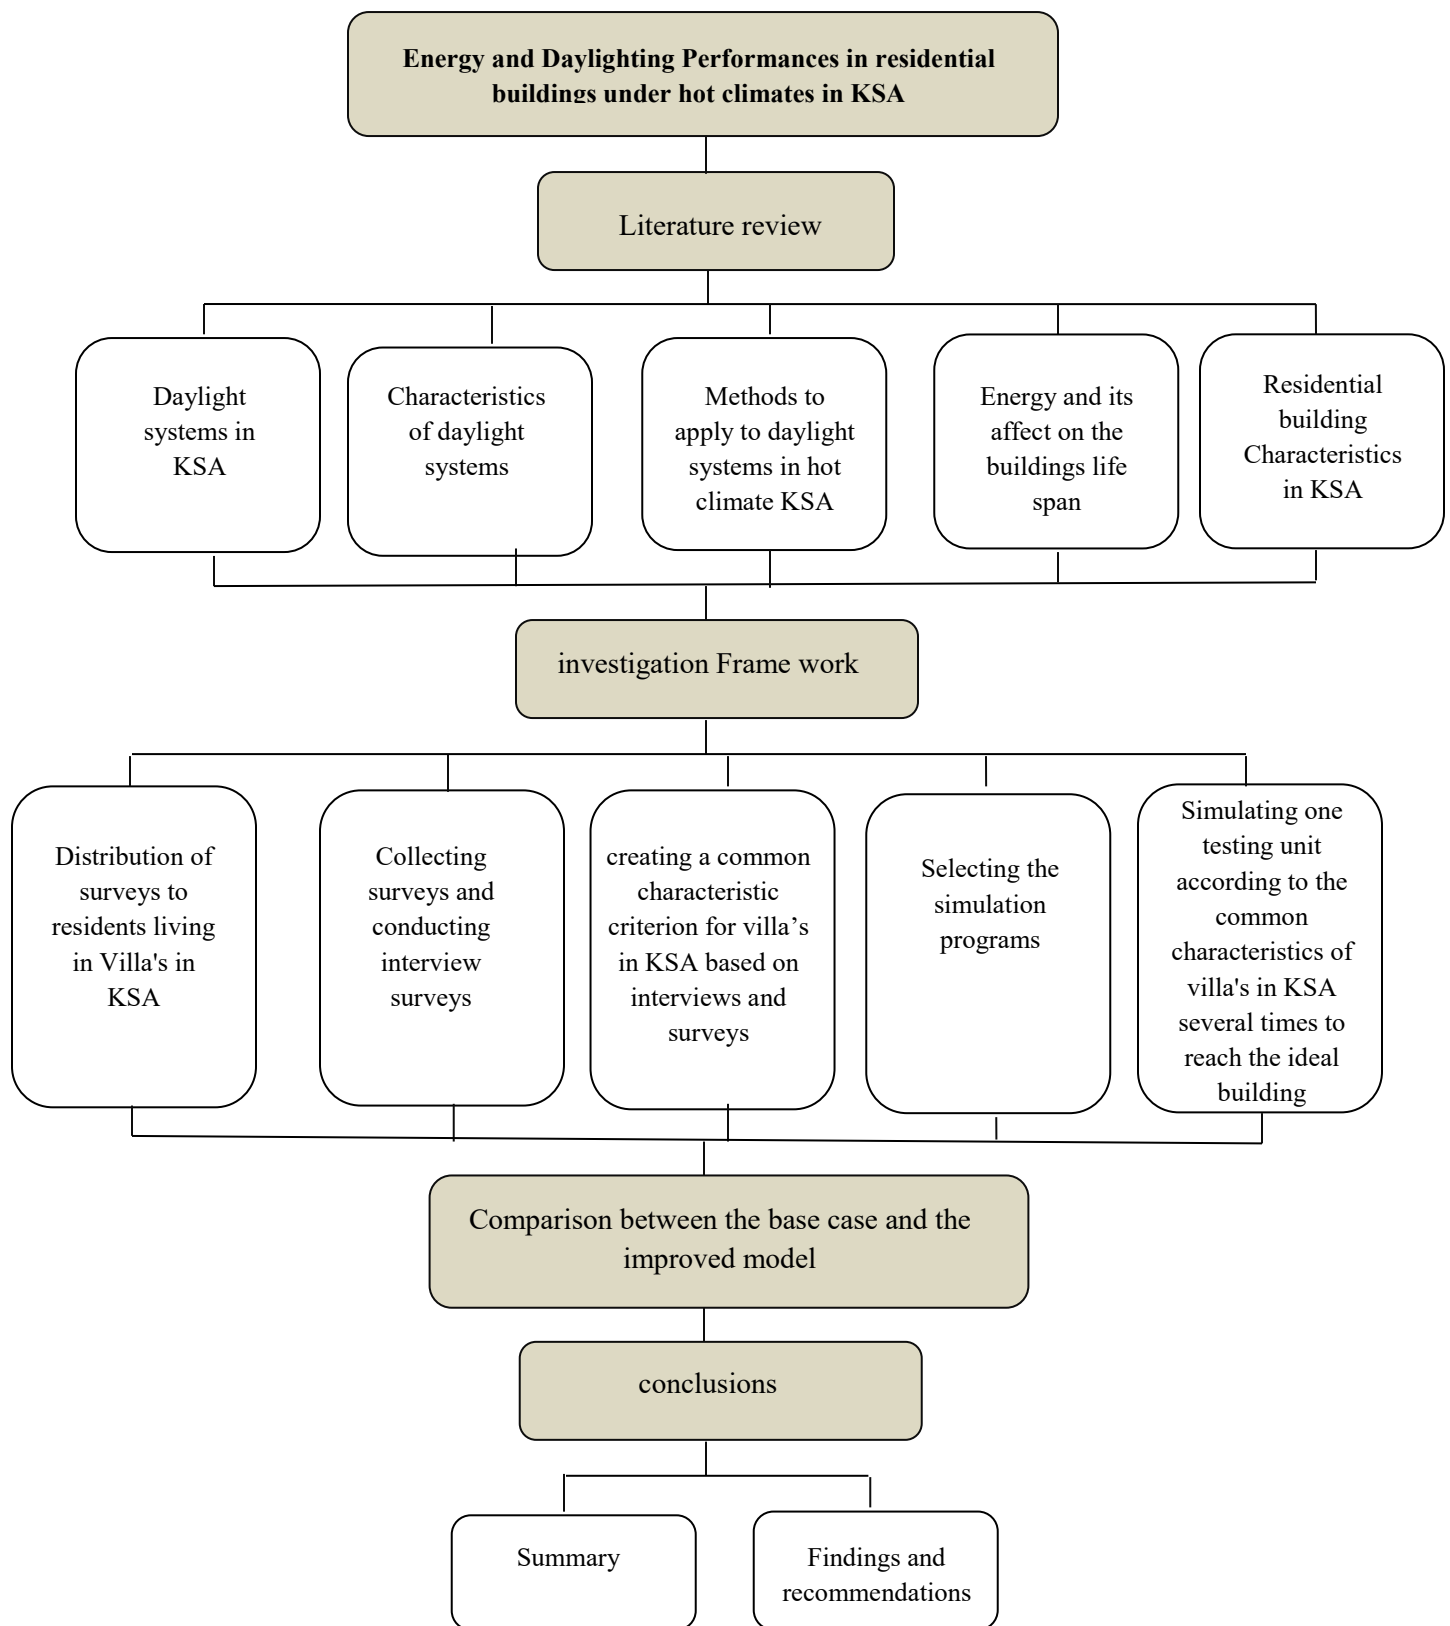 Energy and Daylighting Performances in residential
buildings under hot climates in KSA
Literature review
Daylight
systems in
KSA
Characteristics
of daylight
systems
Methods to
apply to daylight
systems in hot
climate KSA
Energy and its
affect on the
buildings life
span
Residential
building
Characteristics
in KSA
investigation Frame work
Distribution of
surveys to
residents living
in Villa's in
KSA
Collecting
surveys and
conducting
interview
surveys
creating a common
characteristic
criterion for villa’s
in KSA based on
interviews and
surveys
Selecting the
simulation
programs
Simulating one
testing unit
according to the
common
characteristics of
villa's in KSA
several times to
reach the ideal
building
Comparison between the base case and the
improved model
conclusions
Summary
Findings and
recommendations